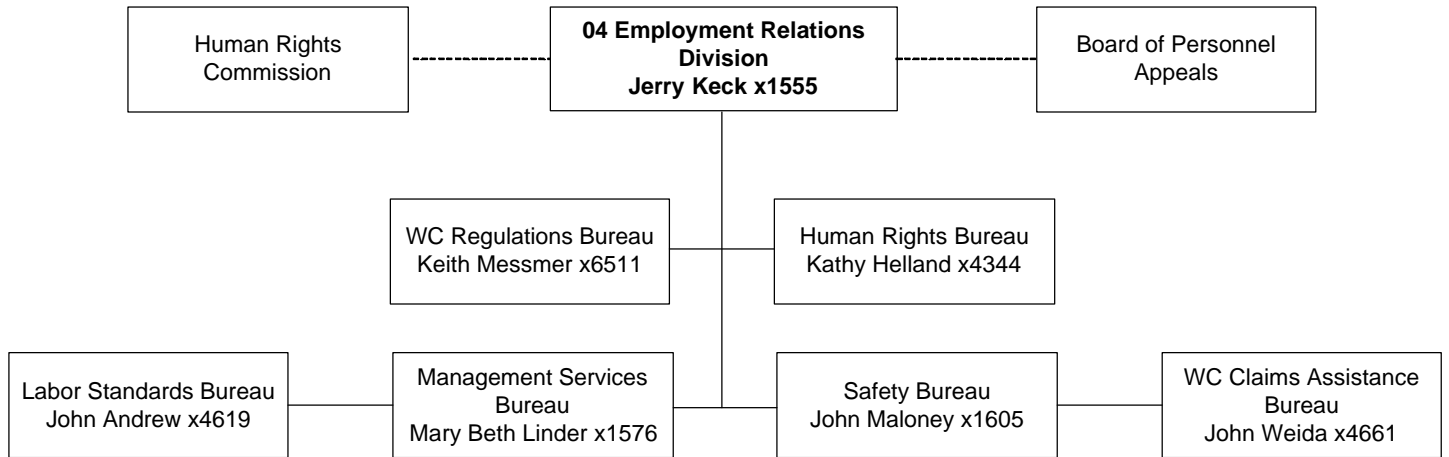 Human Rights
Commission
04 Employment Relations
Division
Jerry Keck x1555
Board of Personnel
Appeals
WC Regulations Bureau
Keith Messmer x6511
Human Rights Bureau
Kathy Helland x4344
Labor Standards Bureau
John Andrew x4619
Management Services
Bureau
Mary Beth Linder x1576
Safety Bureau
John Maloney x1605
WC Claims Assistance
Bureau
John Weida x4661